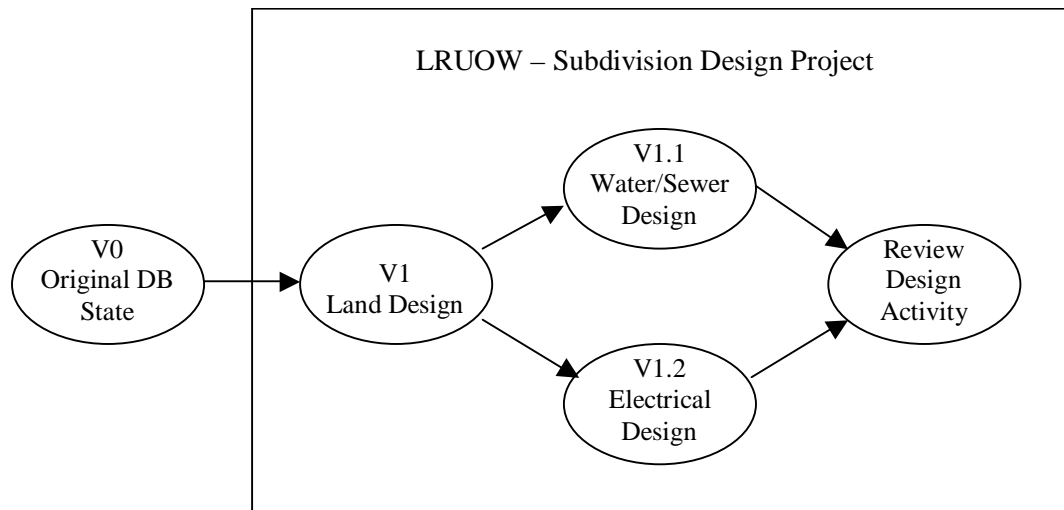 LRUOW – Subdivision Design Project
V0
Original DB
State
V1
Land Design
V1.1
Water/Sewer
Design
V1.2
Electrical
Design
Review
Design
Activity